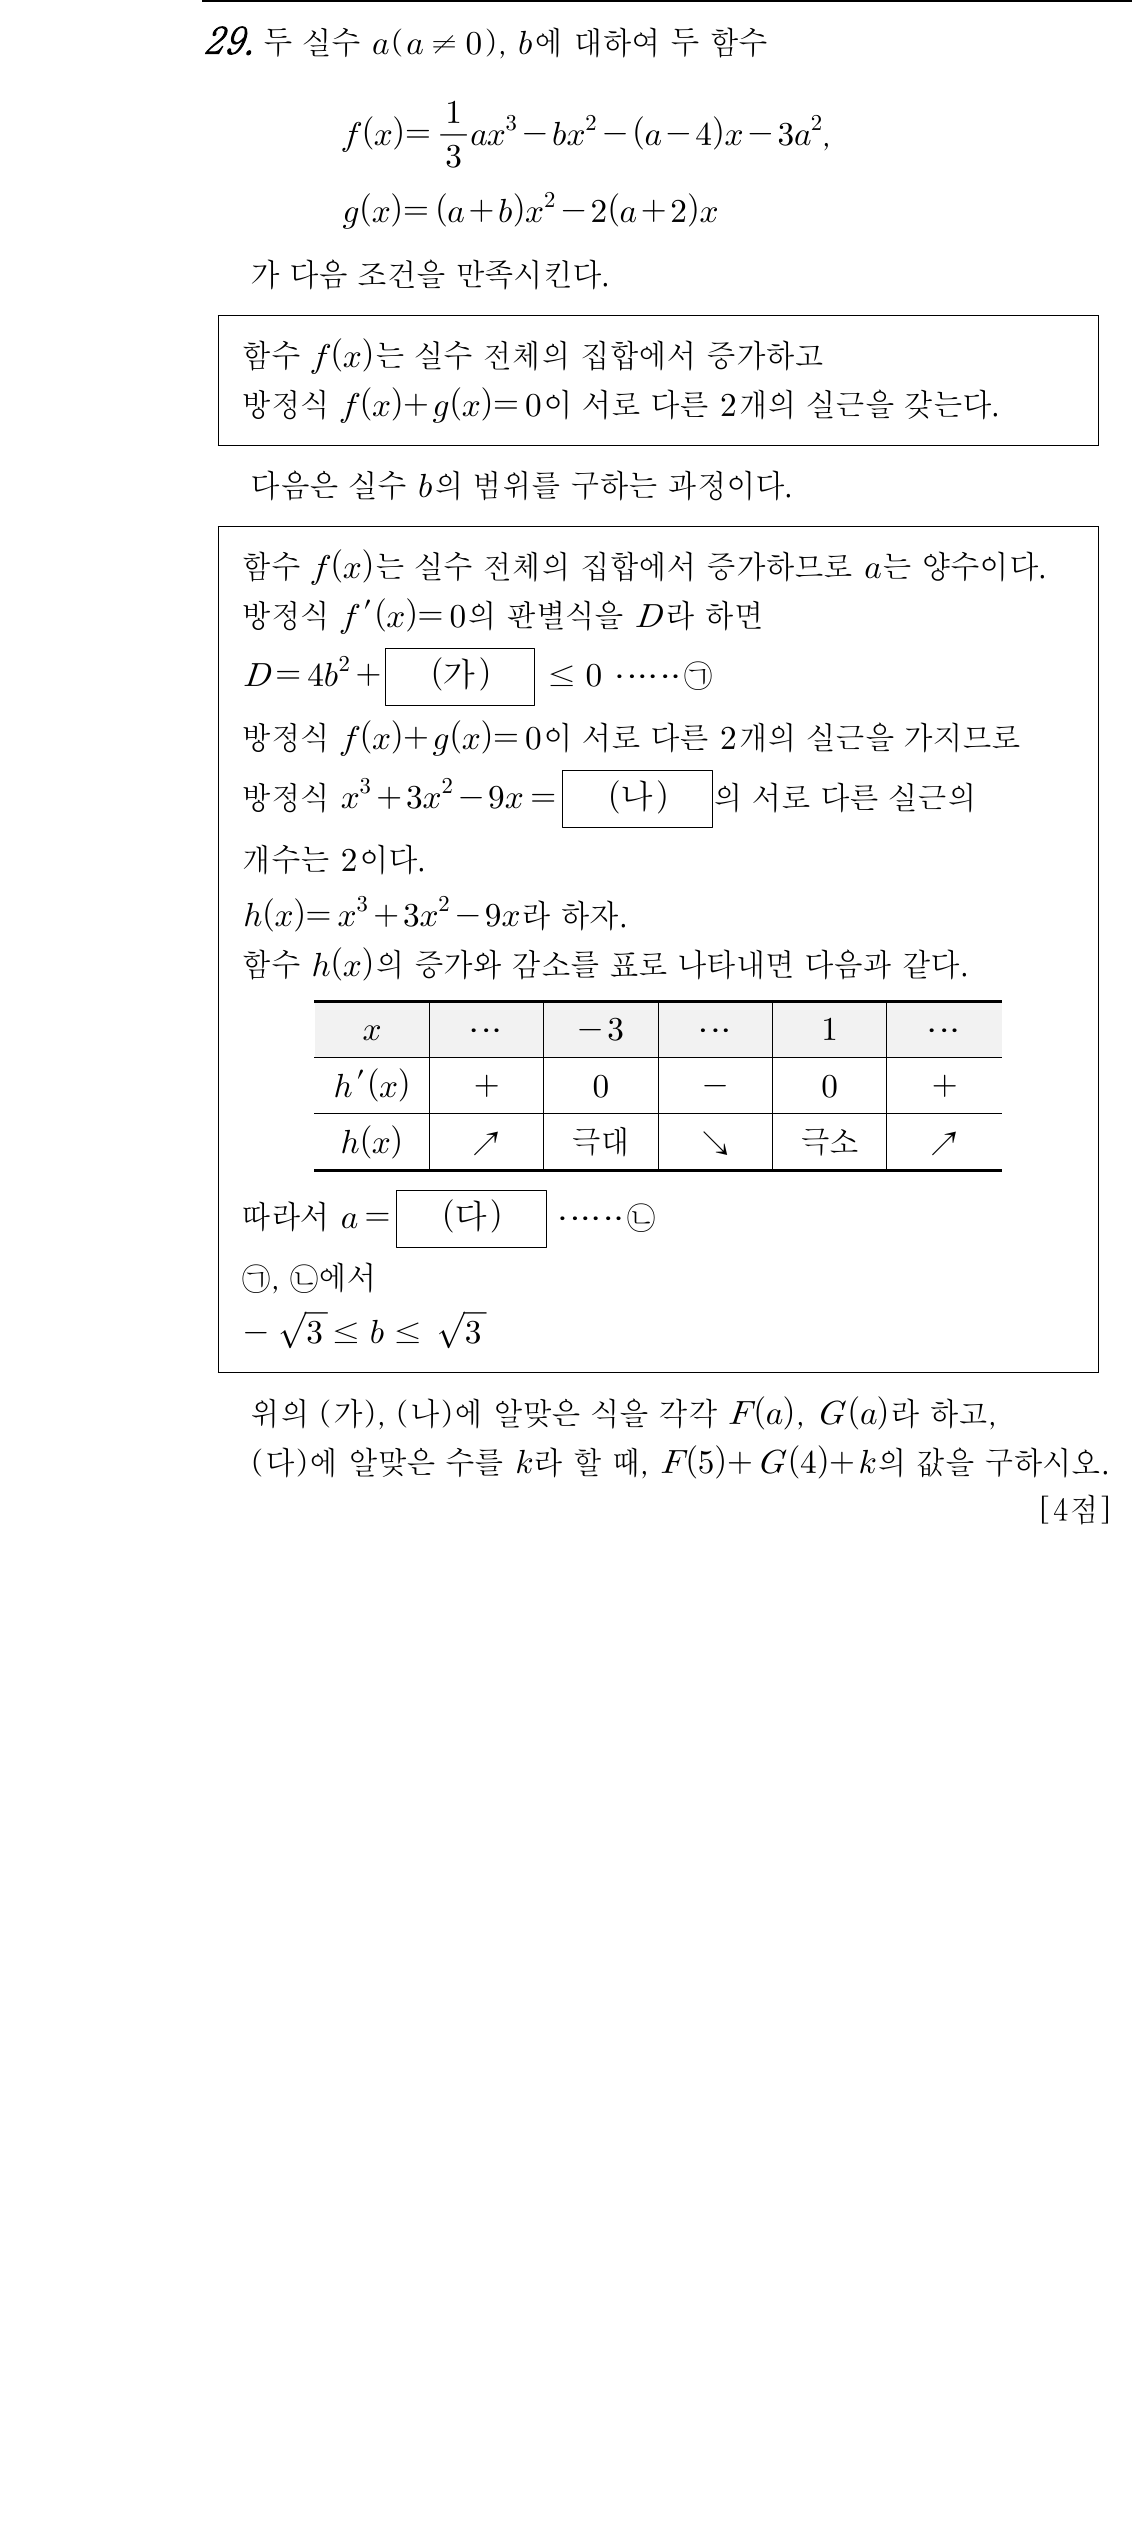 29. 두 실수 a(a≠0), b에 대하여 두 함수
f(x)=\frac{1}{3}ax^3-bx^2-(a-4)x-3a^2,
g(x)=(a+b)x^2-2(a+2)x
가 다음 조건을 만족시킨다.
함수 f(x)는 실수 전체의 집합에서 증가하고
방정식 f(x)+g(x)=0이 서로 다른 2개의 실근을 갖는다.
다음은 실수 b의 범위를 구하는 과정이다.
함수 f(x)는 실수 전체의 집합에서 증가하므로 a는 양수이다.
방정식 f′(x)=0의 판별식을 D라 하면
D=4b^2+ (가) ≤0 ⋯⋯㉠
방정식 f(x)+g(x)=0이 서로 다른 2개의 실근을 가지므로
방정식 x^3+3x^2-9x= (나) 의 서로 다른 실근의
개수는 2이다.
h(x)=x^3+3x^2-9x라 하자.
함수 h(x)의 증가와 감소를 표로 나타내면 다음과 같다.
x ⋯ -3 ⋯ 1 ⋯
h′(x) + 0 - 0 +
h(x) ↗ 극대 ↘ 극소 ↗
따라서 a= (다) ⋯⋯㉡
㉠, ㉡에서
-√3≤b≤√3
위의 (가), (나)에 알맞은 식을 각각 F(a), G(a)라 하고,
(다)에 알맞은 수를 k라 할 때, F(5)+G(4)+k의 값을 구하시오.
[4점]